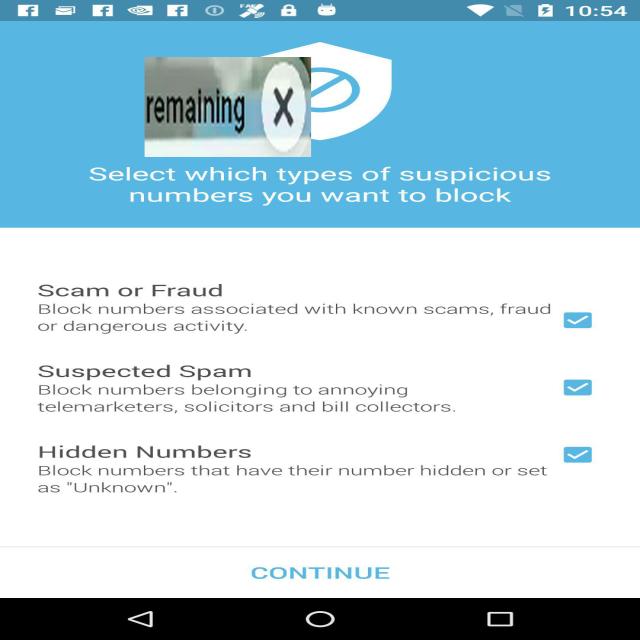 10:54
remaining X
Select which types of suspicious
numbers you want to block
Scam or Fraud
Block numbers associated with known scams, fraud
or dangerous activity.
Suspected Spam
Block numbers belonging to annoying
telemarketers, solicitors and bill collectors.
Hidden Numbers
Block numbers that have their number hidden or set
as "Unknown".
CONTINUE